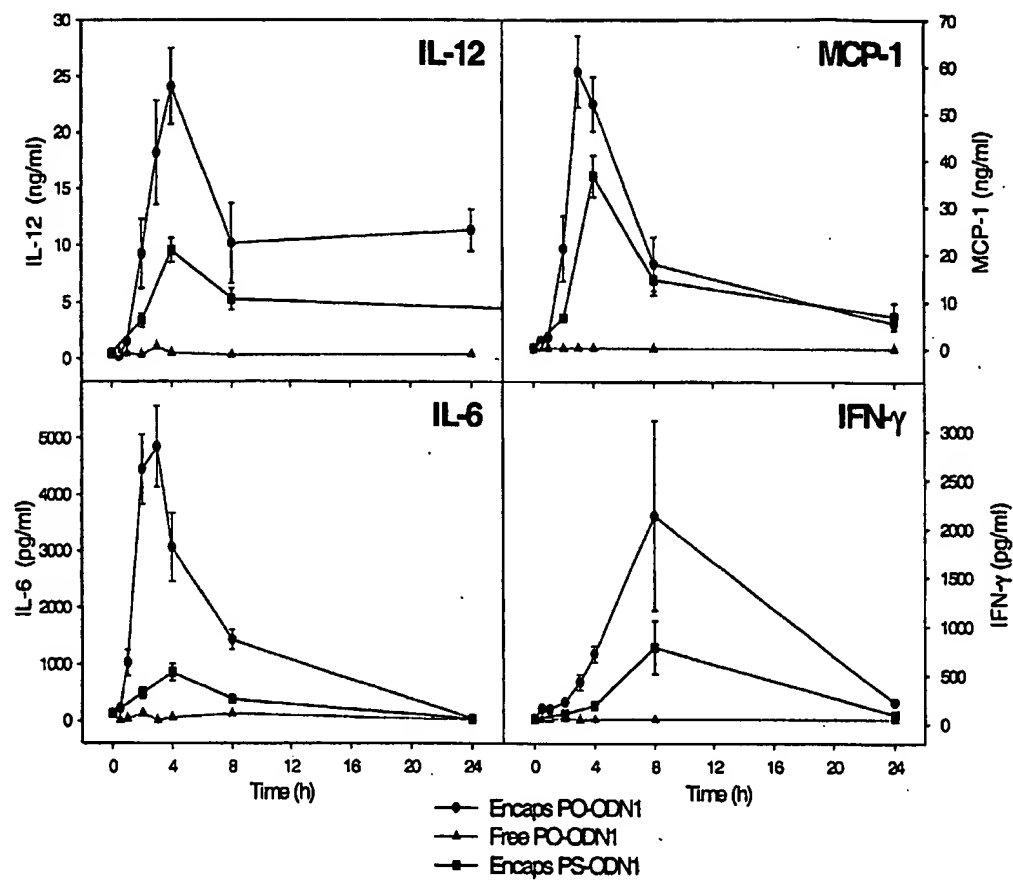 IL-12
MCP-1
30
25
20
15
10
5
0
IL-12 (ng/ml)
70
60
50
40
30
20
10
0
MCP-1 (ng/ml)
IL-6
IFN-γ
5000
4000
3000
2000
1000
0
IL-6 (pg/ml)
3000
2500
2000
1500
1000
500
0
IFN-γ (pg/ml)
0 4 8 12 16 20 24
0 4 8 12 16 20 24
Time (h)
Time (h)
Encaps PO-ODN1
Free PO-ODN1
Encaps PS-ODN1